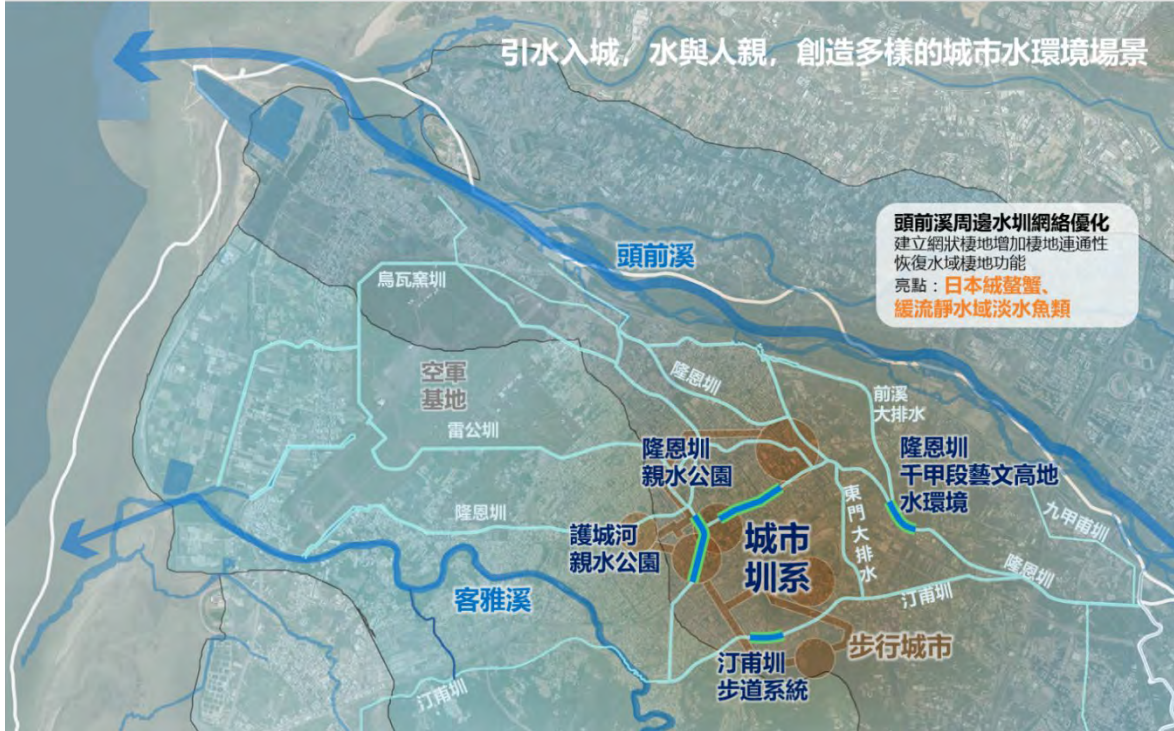 引水入城，水與人親，創造多樣的城市水環境場景
頭前溪周邊水圳網絡優化
建立網狀棲地增加棲地連通性
恢復水域棲地功能
亮點：日本絨螯蟹、
緩流靜水域淡水魚類
頭前溪
烏瓦窯圳
空軍
基地
隆恩圳
前溪
大排水
雷公圳
隆恩圳
親水公園
隆恩圳
千甲段藝文高地
水環境
隆恩圳
護城河
親水公園
城市
圳系
東門大排水
九甲甫圳
隆恩圳
客雅溪
汀甫圳
步行城市
汀甫圳
步道系統
汀甫圳